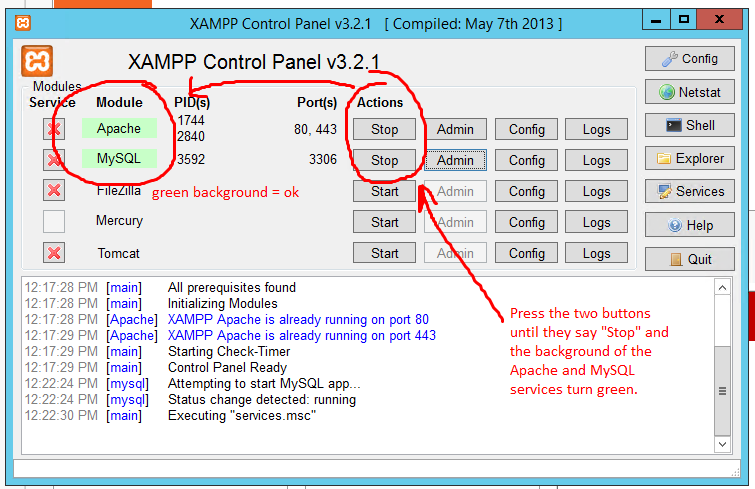 XAMPP Control Panel v3.2.1 [ Compiled: May 7th 2013 ]
XAMPP Control Panel v3.2.1
Config
Modules
Service Module PID(s) Port(s) Actions
Netstat
Apache 1744 2840 80, 443 Stop Admin Config Logs
Shell
MySQL 3592 3306 Stop Admin Config Logs
Explorer
FileZilla Start Admin Config Logs
green background = ok
Services
Mercury Start Admin Config Logs
Help
Tomcat Start Admin Config Logs
Quit
12:17:28 PM [main] All prerequisites found
12:17:28 PM [main] Initializing Modules
12:17:28 PM [Apache] XAMPP Apache is already running on port 80
12:17:29 PM [Apache] XAMPP Apache is already running on port 443
12:17:29 PM [main] Starting Check-Timer
12:17:29 PM [main] Control Panel Ready
12:22:24 PM [mysql] Attempting to start MySQL app...
12:22:24 PM [mysql] Status change detected: running
12:22:30 PM [main] Executing "services.msc"
Press the two buttons
until they say "Stop" and
the background of the
Apache and MySQL
services turn green.